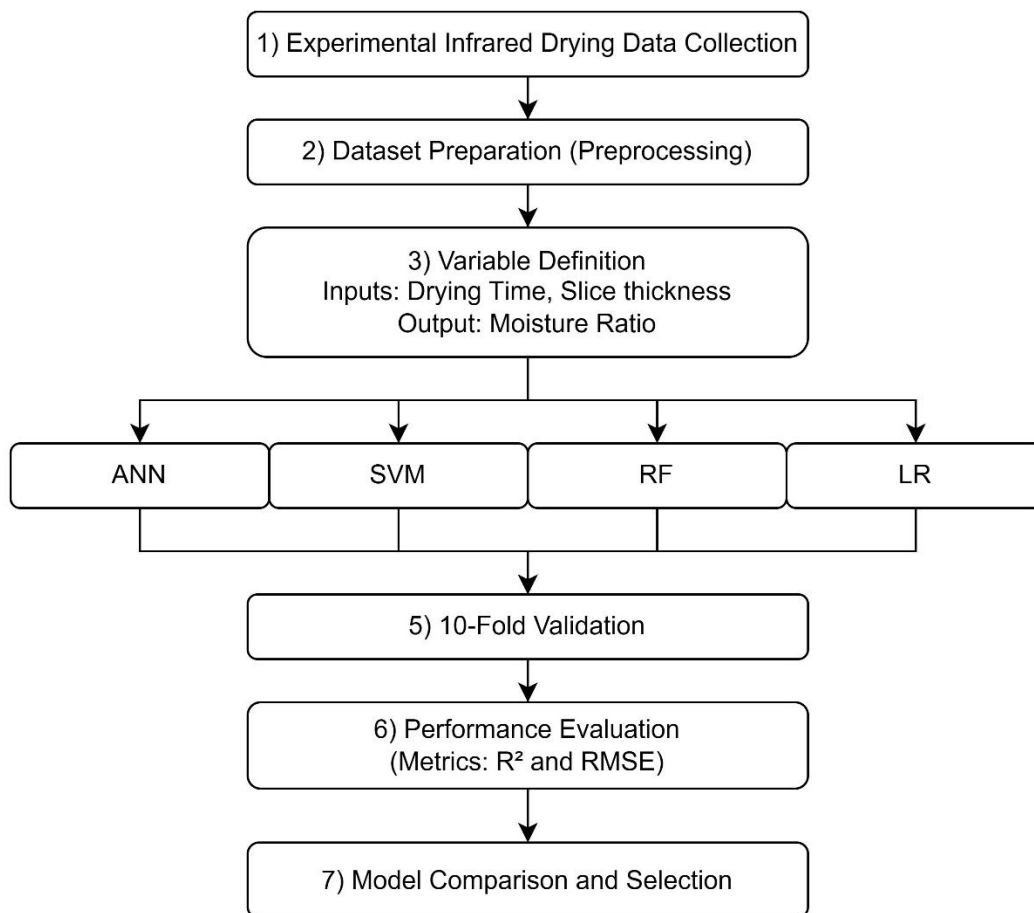 1) Experimental Infrared Drying Data Collection
2) Dataset Preparation (Preprocessing)
3) Variable Definition
Inputs: Drying Time, Slice thickness
Output: Moisture Ratio
ANN
SVM
RF
LR
5) 10-Fold Validation
6) Performance Evaluation
(Metrics: R² and RMSE)
7) Model Comparison and Selection